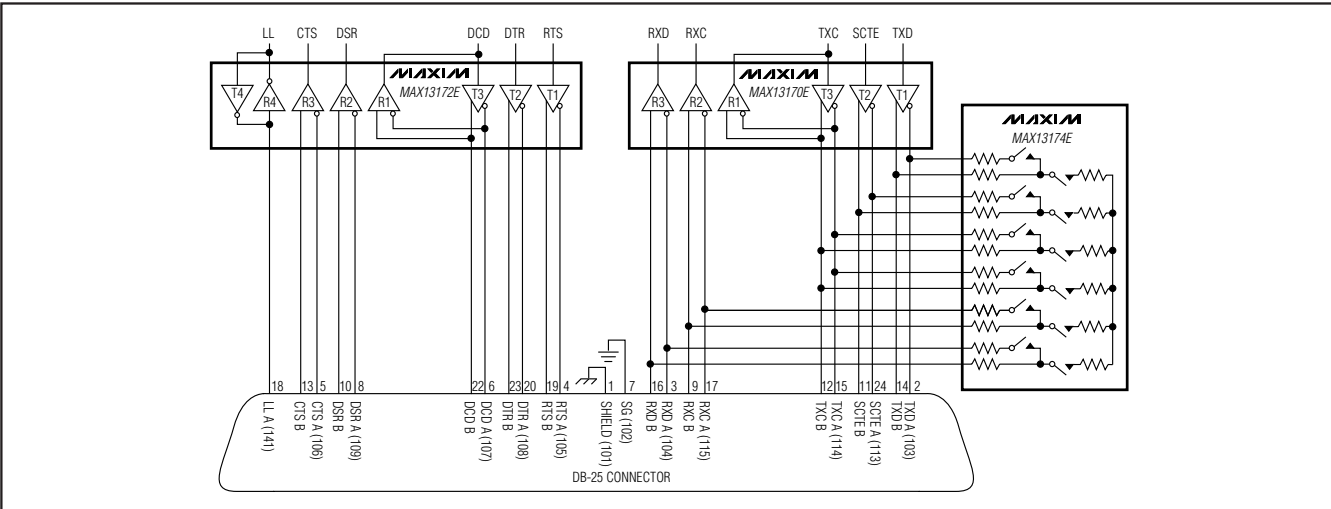 LL CTS DSR DCD DTR RTS RXD RXC TXC SCTE TXD
MAXIM
MAX13172E
T4 R4 R3 R2 R1 T3 T2 T1
MAXIM
MAX13170E
R3 R2 R1 T3 T2 T1
MAXIM
MAX13174E
18 13 5 10 8 22 6 23 20 19 4 1 7 16 3 9 17 12 15 11 24 14 2
LL A (141)
CTS B
CTS A (106)
DSR B
DSR A (109)
DCD B
DCD A (107)
DTR B
DTR A (108)
RTS B
RTS A (105)
SHIELD (101)
SG (102)
RXD B
RXD A (104)
RXC B
RXC A (115)
TXC B
TXC A (114)
SCTE B
SCTE A (113)
TXD B
TXD A (103)
DB-25 CONNECTOR